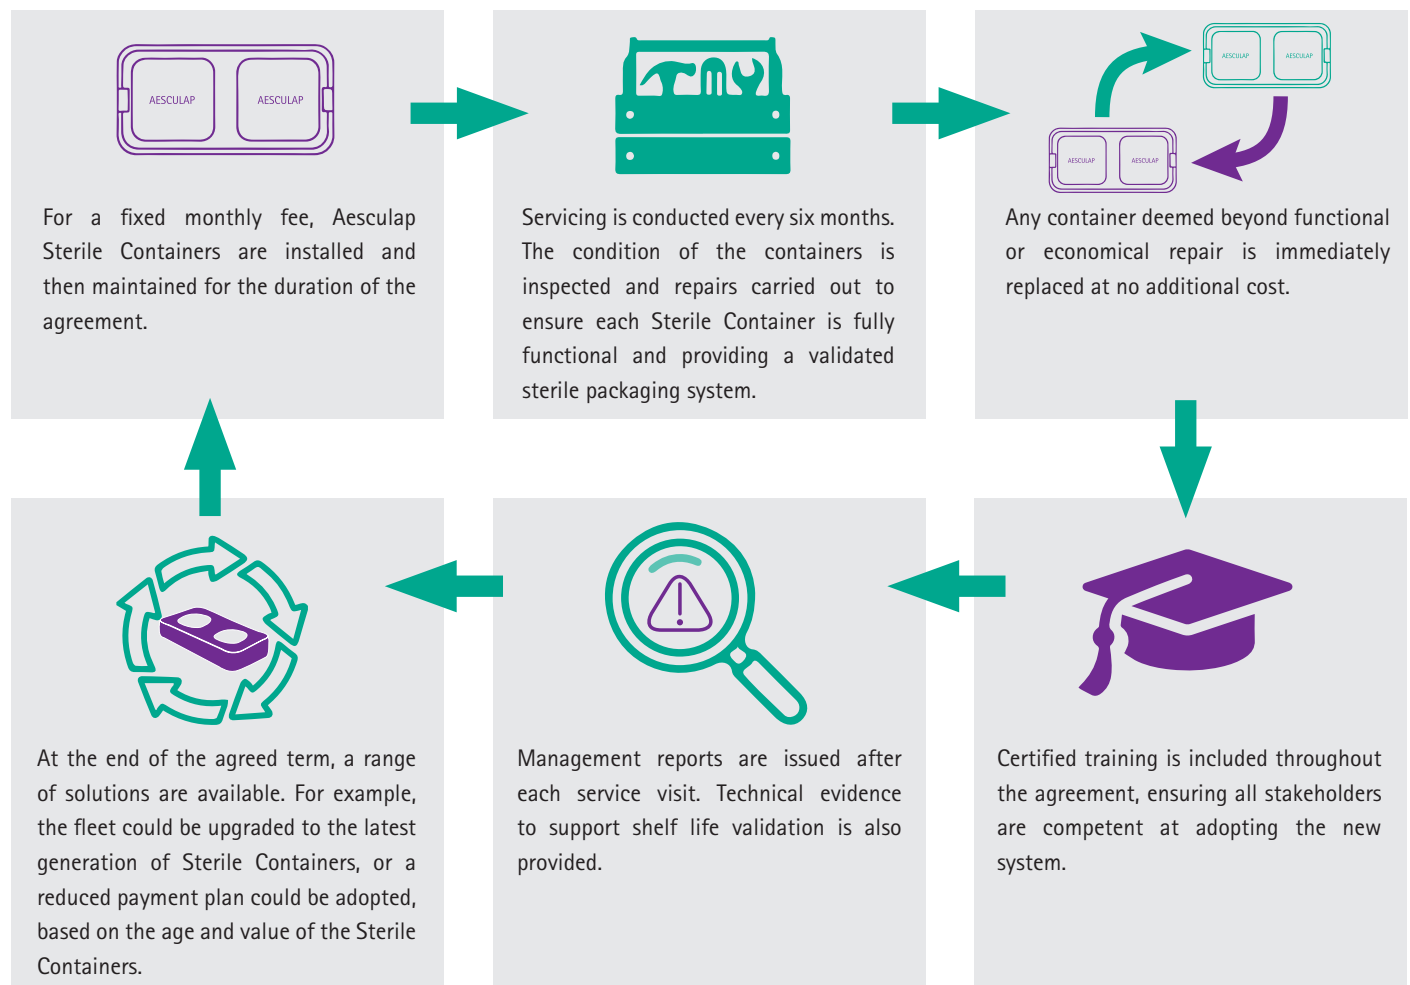 AESCULAP
AESCULAP
For a fixed monthly fee, Aesculap
Sterile Containers are installed and
then maintained for the duration of the
agreement.
Servicing is conducted every six months.
The condition of the containers is
inspected and repairs carried out to
ensure each Sterile Container is fully
functional and providing a validated
sterile packaging system.
AESCULAP
AESCULAP
AESCULAP
AESCULAP
Any container deemed beyond functional
or economical repair is immediately
replaced at no additional cost.
Certified training is included throughout
the agreement, ensuring all stakeholders
are competent at adopting the new
system.
Management reports are issued after
each service visit. Technical evidence
to support shelf life validation is also
provided.
At the end of the agreed term, a range
of solutions are available. For example,
the fleet could be upgraded to the latest
generation of Sterile Containers, or a
reduced payment plan could be adopted,
based on the age and value of the Sterile
Containers.